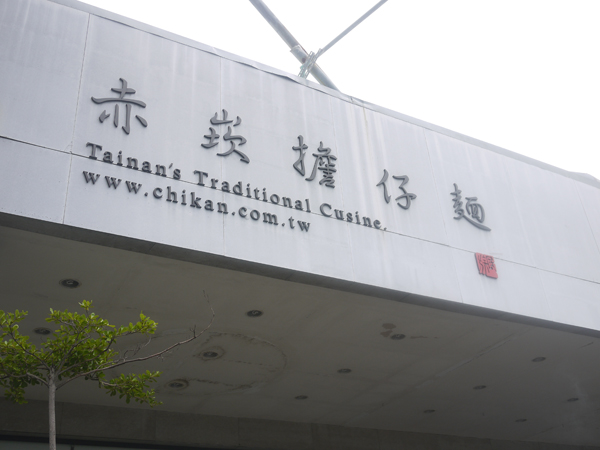 赤崁擔仔麵
Tainan's Traditional Cusine.
www.chikan.com.tw